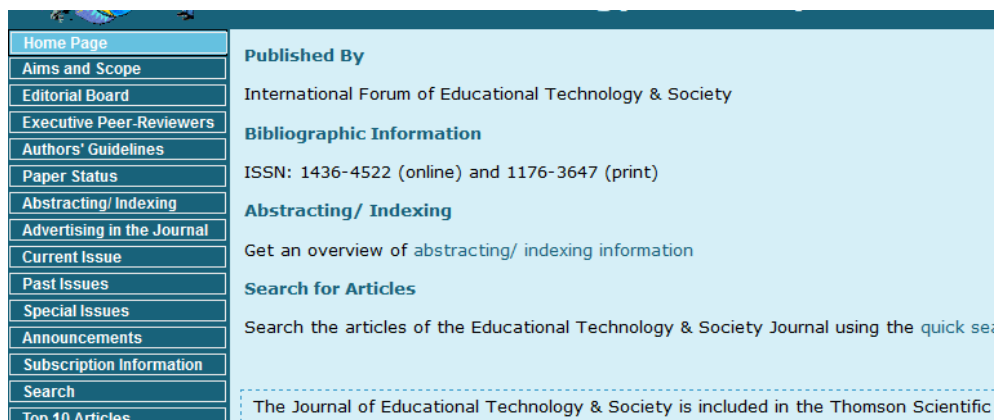 Home Page
Aims and Scope
Editorial Board
Executive Peer-Reviewers
Authors' Guidelines
Paper Status
Abstracting/ Indexing
Advertising in the Journal
Current Issue
Past Issues
Special Issues
Announcements
Subscription Information
Search
Top 10 Articles
Published By
International Forum of Educational Technology & Society
Bibliographic Information
ISSN: 1436-4522 (online) and 1176-3647 (print)
Abstracting/ Indexing
Get an overview of abstracting/ indexing information
Search for Articles
Search the articles of the Educational Technology & Society Journal using the quick
The Journal of Educational Technology & Society is included in the Thomson Scientific